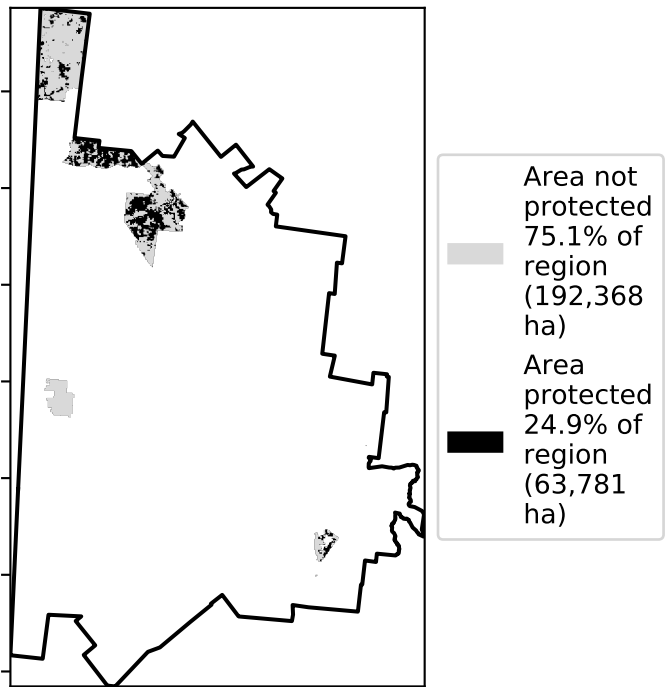 Area not
protected
75.1% of
region
(192,368
ha)
Area
protected
24.9% of
region
(63,781
ha)